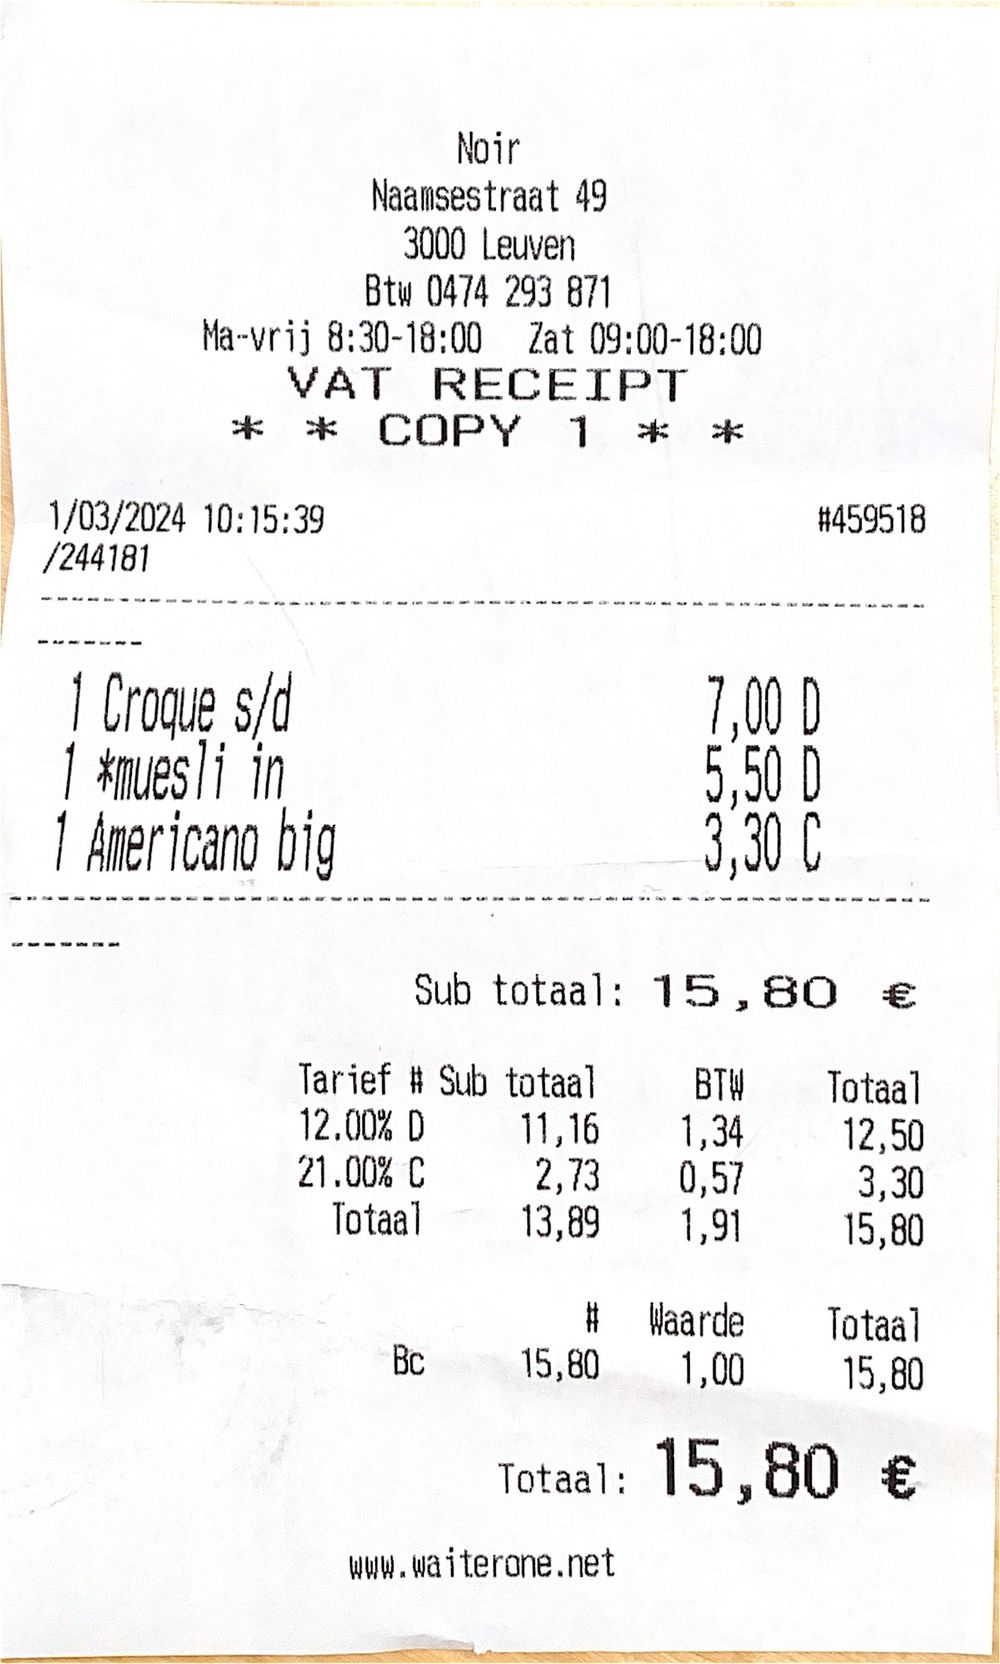 Noir
Naamsestraat 49
3000 Leuven
Btw 0474 293 871
Ma-vrij 8:30-18:00 Zat 09:00-18:00
VAT RECEIPT
* * COPY 1 * *
1/03/2024 10:15:39 #459518
/244181
1 Croque s/d 7,00 D
1 *muesli in 5,50 D
1 Americano big 3,30 C
Sub totaal: 15,80 €
Tarief # Sub totaal BTW Totaal
12.00% D 11,16 1,34 12,50
21.00% C 2,73 0,57 3,30
Totaal 13,89 1,91 15,80
# Waarde Totaal
Bc 15,80 1,00 15,80
Totaal: 15,80 €
www.waiterone.net